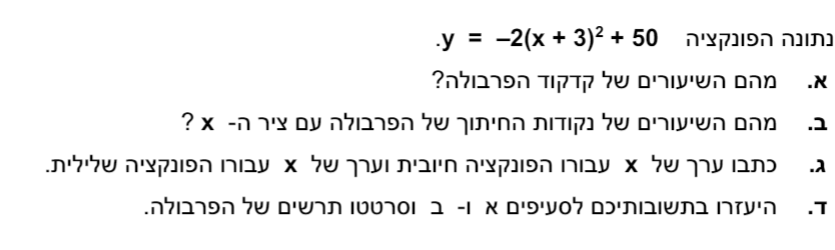 נתונה הפונקציה y = –2(x + 3)² + 50.
א. מהם השיעורים של קדקוד הפרבולה?
ב. מהם השיעורים של נקודות החיתוך של הפרבולה עם ציר ה- x ?
ג. כתבו ערך של x עבורו הפונקציה חיובית וערך של x עבורו הפונקציה שלילית.
ד. היעזרו בתשובותיכם לסעיפים א ו- ב וסרטטו תרשים של הפרבולה.